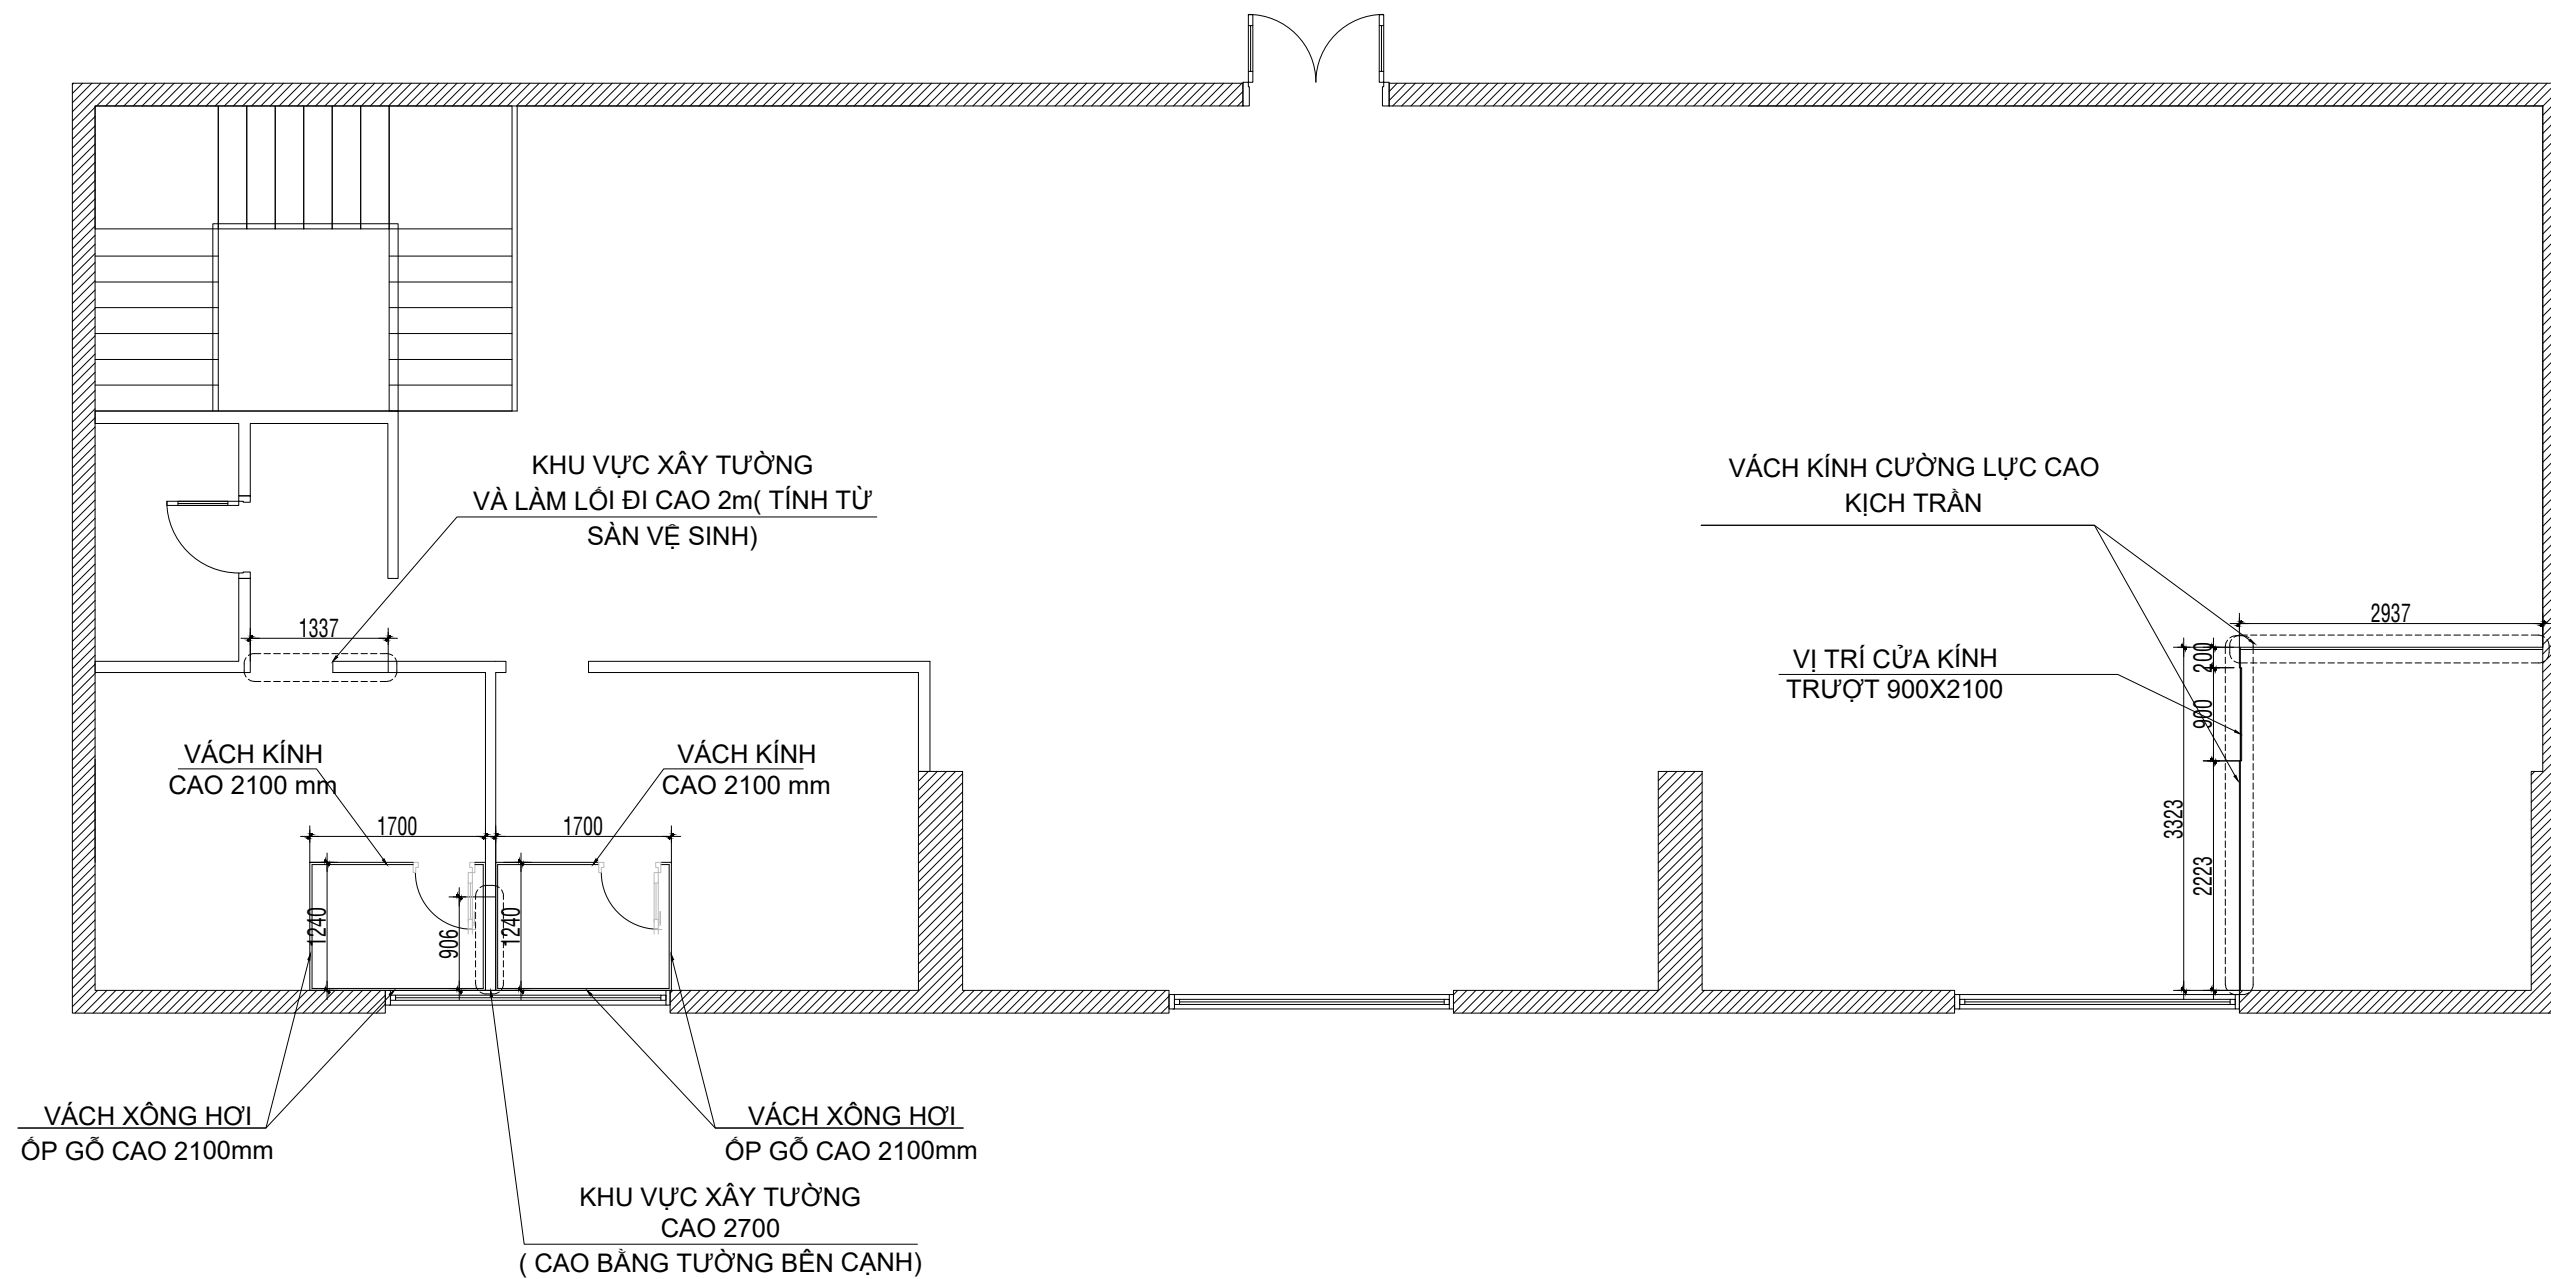 KHU VỰC XÂY TƯỜNG
VÀ LÀM LỐI ĐI CAO 2m( TÍNH TỪ
SÀN VỆ SINH)
VÁCH KÍNH CƯỜNG LỰC CAO
KỊCH TRẦN
1337
2937
200
VỊ TRÍ CỬA KÍNH
TRƯỢT 900X2100
900
VÁCH KÍNH
CAO 2100 mm
VÁCH KÍNH
CAO 2100 mm
1700
1700
3323
2223
1240
906
1240
VÁCH XÔNG HƠI
ỐP GỖ CAO 2100mm
VÁCH XÔNG HƠI
ỐP GỖ CAO 2100mm
KHU VỰC XÂY TƯỜNG
CAO 2700
( CAO BẰNG TƯỜNG BÊN CẠNH)